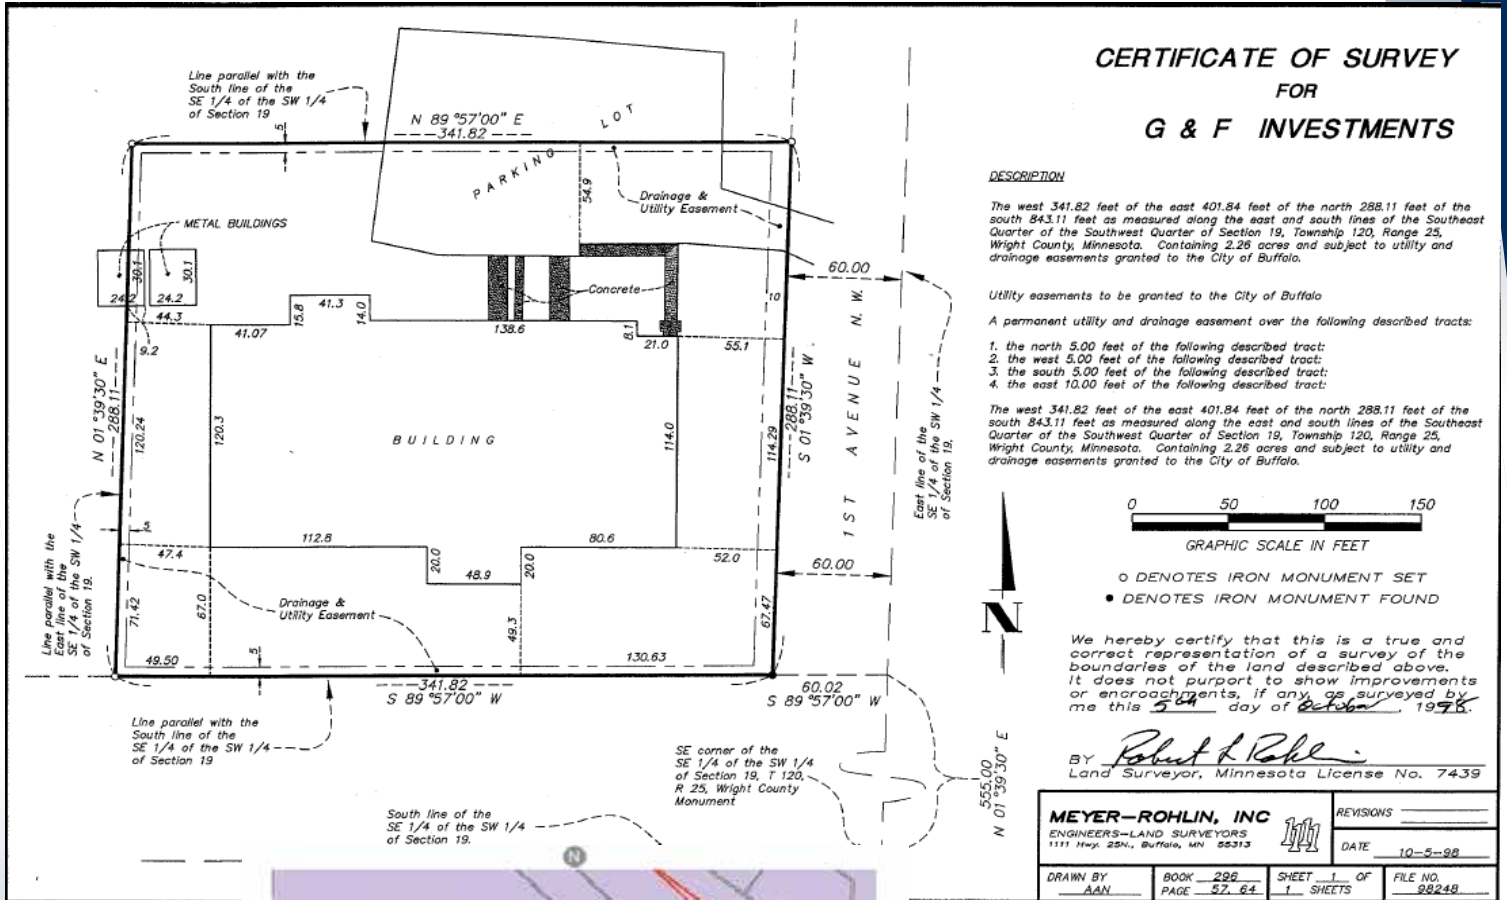 CERTIFICATE OF SURVEY
FOR
G & F INVESTMENTS
DESCRIPTION
The west 341.82 feet of the east 401.84 feet of the north 288.11 feet of the
south 843.11 feet as measured along the east and south lines of the Southeast
Quarter of the Southwest Quarter of Section 19, Township 120, Range 25,
Wright County, Minnesota. Containing 2.26 acres and subject to utility and
drainage easements granted to the City of Buffalo.
Utility easements to be granted to the City of Buffalo
A permanent utility and drainage easement over the following described tracts:
1. the north 5.00 feet of the following described tract:
2. the west 5.00 feet of the following described tract:
3. the south 5.00 feet of the following described tract:
4. the east 10.00 feet of the following described tract:
The west 341.82 feet of the east 401.84 feet of the north 288.11 feet of the
south 843.11 feet as measured along the east and south lines of the Southeast
Quarter of the Southwest Quarter of Section 19, Township 120, Range 25,
Wright County, Minnesota. Containing 2.26 acres and subject to utility and
drainage easements granted to the City of Buffalo.
0 50 100 150
GRAPHIC SCALE IN FEET
○ DENOTES IRON MONUMENT SET
● DENOTES IRON MONUMENT FOUND
N
We hereby certify that this is a true and
correct representation of a survey of the
boundaries of the land described above.
It does not purport to show improvements
or encroachments, if any, as surveyed by
me this 5th day of October, 1998.
BY Robert L Rohlin
Land Surveyor, Minnesota License No. 7439
MEYER-ROHLIN, INC
ENGINEERS-LAND SURVEYORS
1111 Hwy. 25N., Buffalo, MN 55313
REVISIONS
DATE 10-5-98
DRAWN BY
AAN
BOOK 296
PAGE 57, 64
SHEET 1 OF
1 SHEETS
FILE NO.
98248
Line parallel with the
South line of the
SE 1/4 of the SW 1/4
of Section 19
N 89°57'00" E
341.82
5
PARKING LOT
54.9
Drainage &
Utility Easement
METAL BUILDINGS
30.1
30.1
24.2
24.2
44.3
9.2
41.07
15.8
41.3
14.0
Concrete
138.6
8.1
21.0
55.1
10
60.00
N 01°39'30" E
288.11
120.24
120.3
BUILDING
114.0
114.29
288.11
S 01°39'30" W
1ST AVENUE N.W.
East line of the
SE 1/4 of the SW 1/4
of Section 19.
5
47.4
112.8
20.0
48.9
20.0
80.6
52.0
60.00
Line parallel with the
East line of the
SE 1/4 of the SW 1/4
of Section 19.
71.42
67.0
Drainage &
Utility Easement
49.3
67.47
49.50
5
130.63
341.82
S 89°57'00" W
60.02
S 89°57'00" W
Line parallel with the
South line of the
SE 1/4 of the SW 1/4
of Section 19
SE corner of the
SE 1/4 of the SW 1/4
of Section 19, T 120,
R 25, Wright County
Monument
555.00
N 01°39'30" E
South line of the
SE 1/4 of the SW 1/4
of Section 19.
N